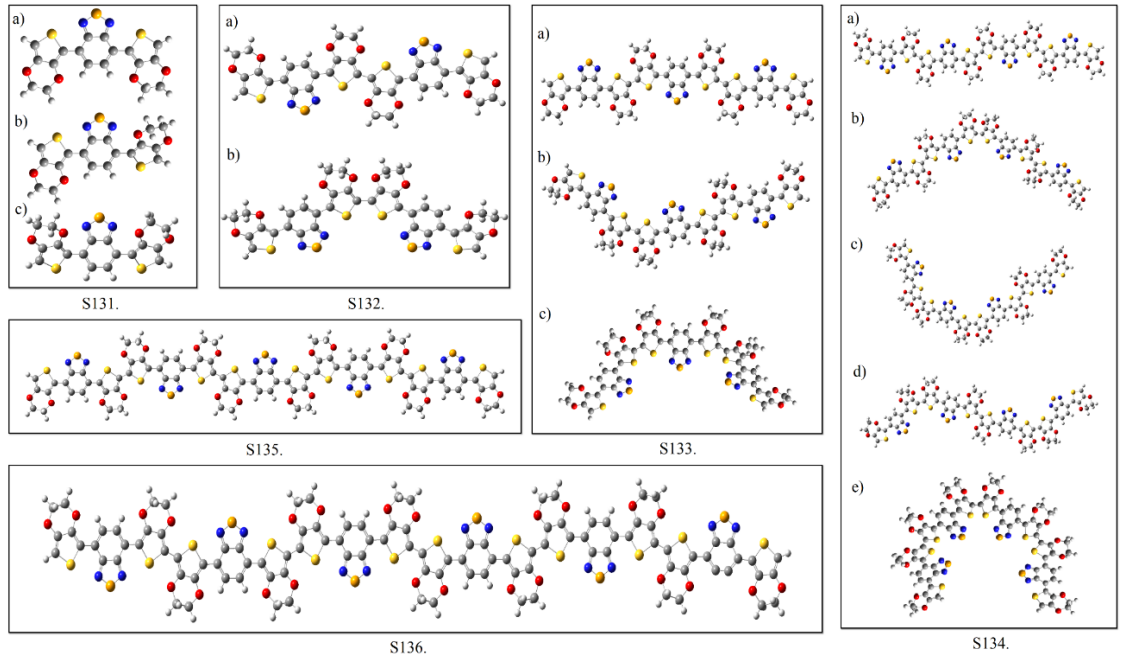 a)
b)
c)
S131.
a)
b)
S132.
a)
b)
c)
S133.
a)
b)
c)
d)
e)
S134.
S135.
S136.